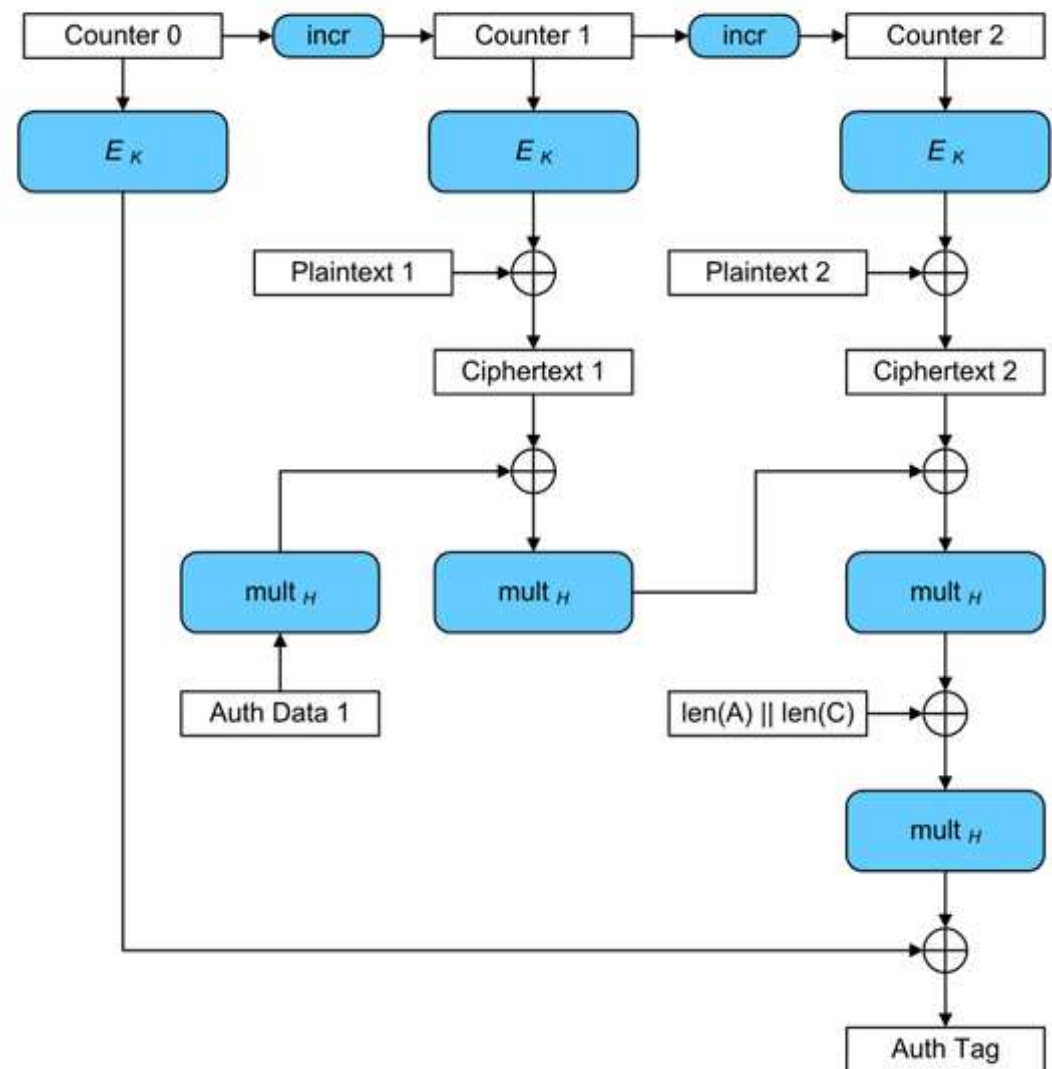 Counter 0
incr
Counter 1
incr
Counter 2
E K
E K
E K
Plaintext 1
Plaintext 2
Ciphertext 1
Ciphertext 2
mult H
mult H
mult H
Auth Data 1
len(A) || len(C)
mult H
Auth Tag